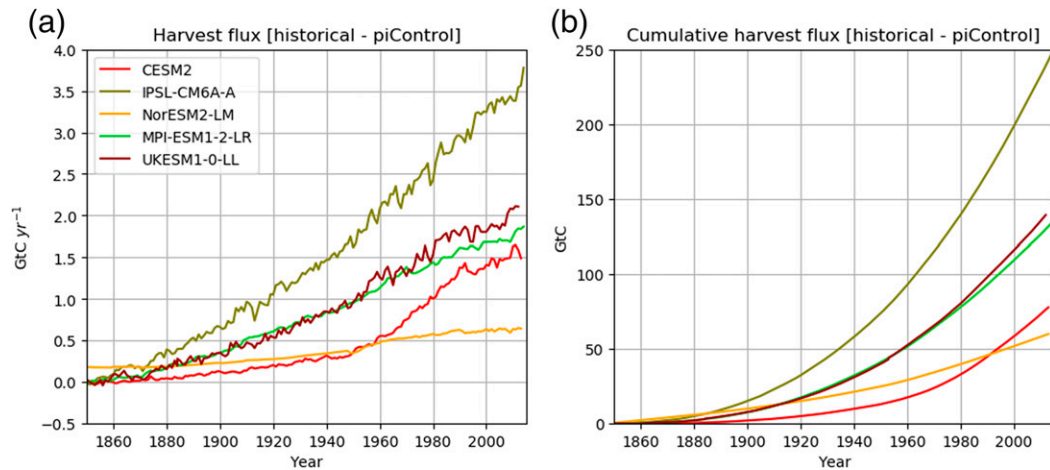 (a)
Harvest flux [historical - piControl]
4.0
3.5
3.0
2.5
2.0
1.5
1.0
0.5
0.0
-0.5
GtC yr⁻¹
CESM2
IPSL-CM6A-A
NorESM2-LM
MPI-ESM1-2-LR
UKESM1-0-LL
1860 1880 1900 1920 1940 1960 1980 2000
Year
(b)
Cumulative harvest flux [historical - piControl]
250
200
150
100
50
0
GtC
1860 1880 1900 1920 1940 1960 1980 2000
Year